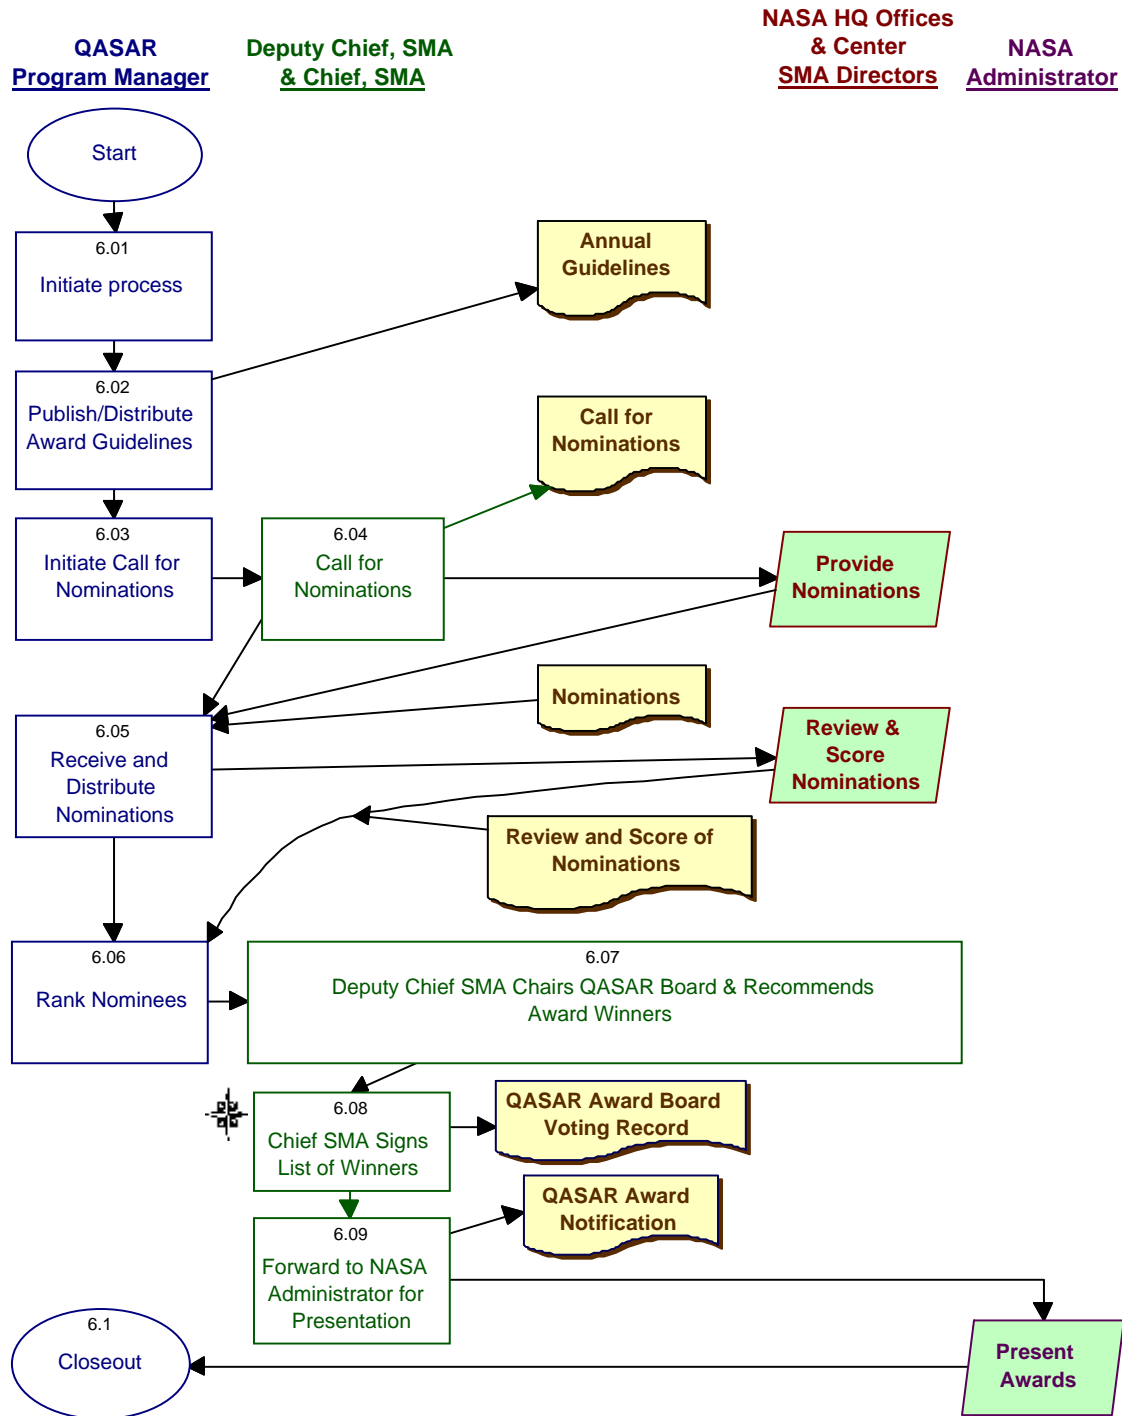 QASAR
Program Manager
Deputy Chief, SMA
& Chief, SMA
NASA HQ Offices
& Center
SMA Directors
NASA
Administrator
Start
6.01
Initiate process
Annual
Guidelines
6.02
Publish/Distribute
Award Guidelines
Call for
Nominations
6.03
Initiate Call for
Nominations
6.04
Call for
Nominations
Provide
Nominations
Nominations
6.05
Receive and
Distribute
Nominations
Review &
Score
Nominations
Review and Score of
Nominations
6.06
Rank Nominees
6.07
Deputy Chief SMA Chairs QASAR Board & Recommends
Award Winners
6.08
Chief SMA Signs
List of Winners
QASAR Award Board
Voting Record
QASAR Award
Notification
6.09
Forward to NASA
Administrator for
Presentation
6.1
Closeout
Present
Awards